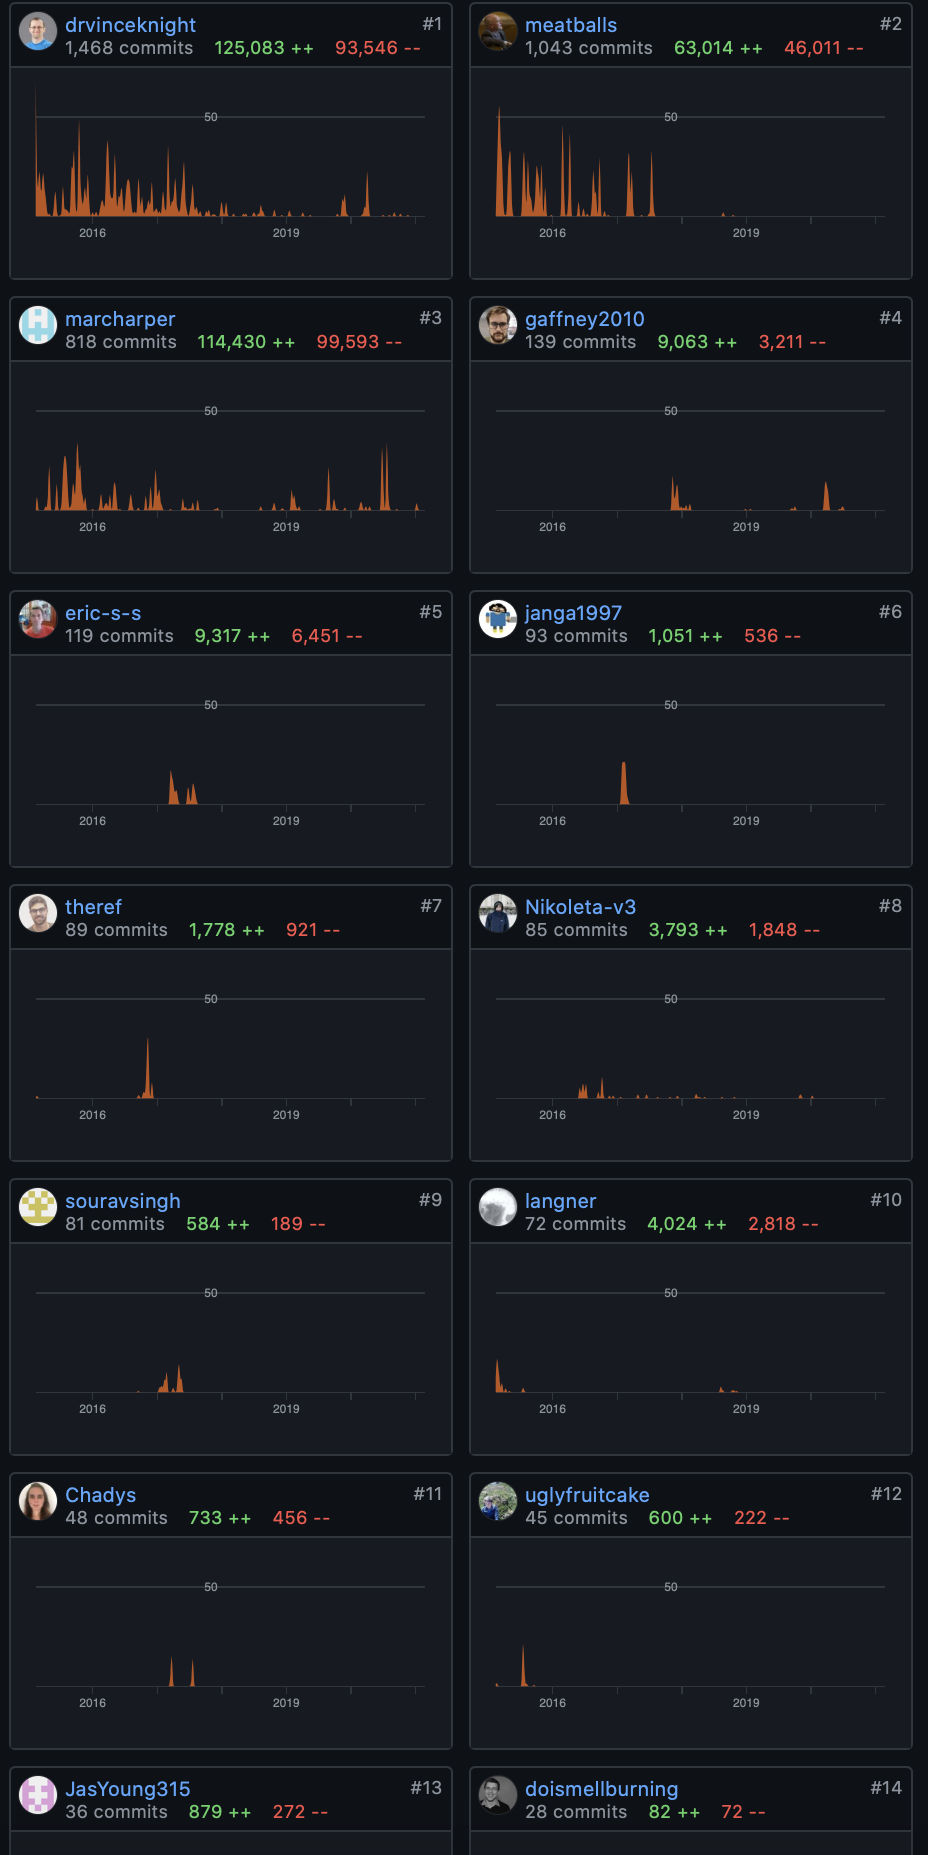 drvinceknight #1
1,468 commits 125,083 ++ 93,546 --
50
2016 2019
meatballs #2
1,043 commits 63,014 ++ 46,011 --
50
2016 2019
marcharper #3
818 commits 114,430 ++ 99,593 --
50
2016 2019
gaffney2010 #4
139 commits 9,063 ++ 3,211 --
50
2016 2019
eric-s-s #5
119 commits 9,317 ++ 6,451 --
50
2016 2019
janga1997 #6
93 commits 1,051 ++ 536 --
50
2016 2019
theref #7
89 commits 1,778 ++ 921 --
50
2016 2019
Nikoleta-v3 #8
85 commits 3,793 ++ 1,848 --
50
2016 2019
souravsingh #9
81 commits 584 ++ 189 --
50
2016 2019
langner #10
72 commits 4,024 ++ 2,818 --
50
2016 2019
Chadys #11
48 commits 733 ++ 456 --
50
2016 2019
uglyfruitcake #12
45 commits 600 ++ 222 --
50
2016 2019
JasYoung315 #13
36 commits 879 ++ 272 --
doismellburning #14
28 commits 82 ++ 72 --